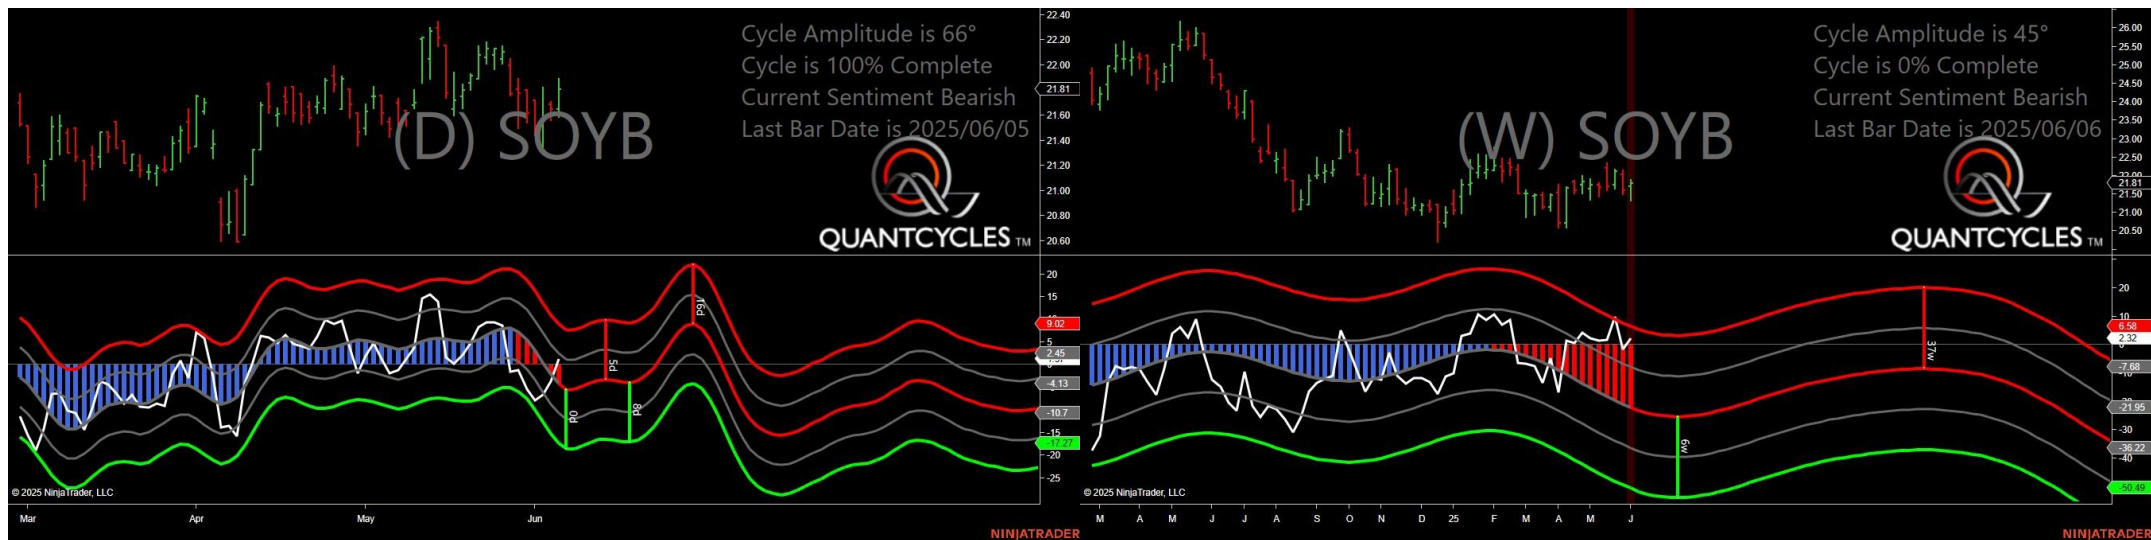 Cycle Amplitude is 66°
Cycle is 100% Complete
Current Sentiment Bearish
Last Bar Date is 2025/06/05
(D) SOYB
QUANTCYCLES TM
22.40
22.20
22.00
21.81
21.60
21.40
21.20
21.00
20.80
20.60
20
15
9.02
5
2.45
-4.13
-10.7
-15
-17.27
-20
-25
0d
5d
8d
16d
© 2025 NinjaTrader, LLC
Mar
Apr
May
Jun
NINJATRADER
Cycle Amplitude is 45°
Cycle is 0% Complete
Current Sentiment Bearish
Last Bar Date is 2025/06/06
(W) SOYB
QUANTCYCLES TM
26.00
25.50
25.00
24.50
24.00
23.50
23.00
22.50
22.00
21.81
21.50
21.00
20.50
20
10
6.58
2.32
0
-7.68
-21.95
-30
-36.22
-40
-50.49
6w
37w
© 2025 NinjaTrader, LLC
M A M J J A S O N D 25 F M A M J
NINJATRADER